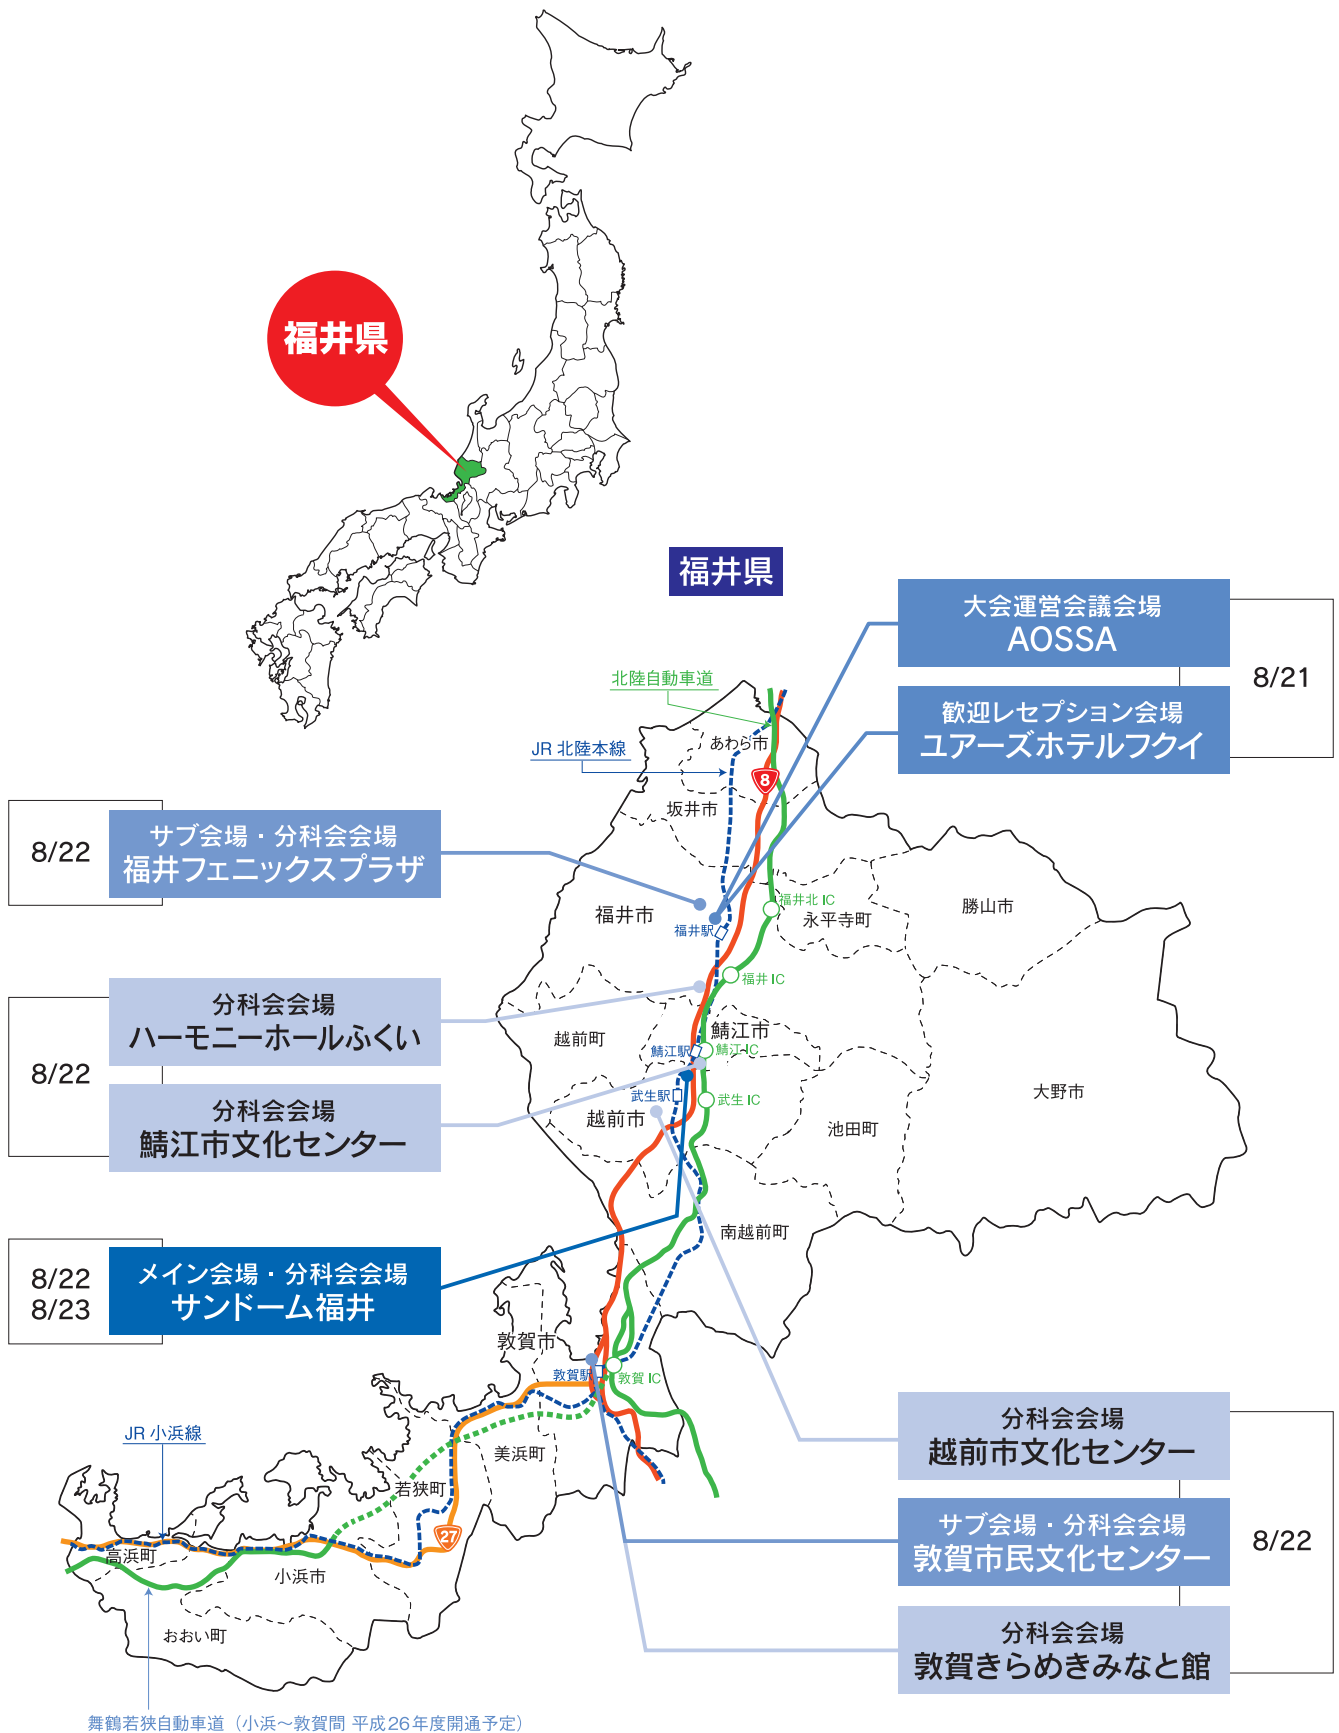 福井県
福井県
大会運営会議会場
AOSSA
8/21
歓迎レセプション会場
ユアーズホテルフクイ
北陸自動車道
JR 北陸本線
あわら市
8
坂井市
8/22
サブ会場・分科会会場
福井フェニックスプラザ
福井市
福井駅
福井北 IC
永平寺町
勝山市
福井 IC
分科会会場
ハーモニーホールふくい
8/22
分科会会場
鯖江市文化センター
越前町
鯖江市
鯖江駅
鯖江 IC
武生駅
武生 IC
越前市
池田町
大野市
南越前町
8/22
8/23
メイン会場・分科会会場
サンドーム福井
敦賀市
敦賀駅
敦賀 IC
美浜町
若狭町
JR 小浜線
27
高浜町
小浜市
おおい町
分科会会場
越前市文化センター
サブ会場・分科会会場
敦賀市民文化センター
8/22
分科会会場
敦賀きらめきみなと館
舞鶴若狭自動車道（小浜～敦賀間 平成26年度開通予定）